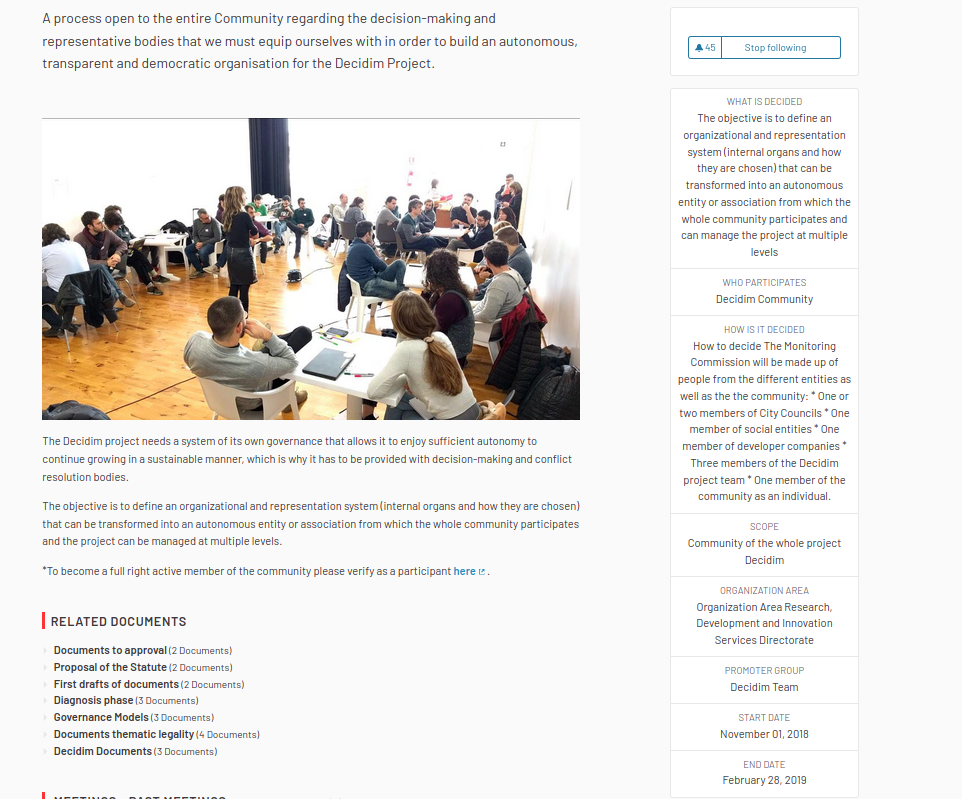 A process open to the entire Community regarding the decision-making and
representative bodies that we must equip ourselves with in order to build an autonomous,
transparent and democratic organisation for the Decidim Project.
The Decidim project needs a system of its own governance that allows it to enjoy sufficient autonomy to
continue growing in a sustainable manner, which is why it has to be provided with decision-making and conflict
resolution bodies.
The objective is to define an organizational and representation system (internal organs and how they are chosen)
that can be transformed into an autonomous entity or association from which the whole community participates
and the project can be managed at multiple levels.
*To become a full right active member of the community please verify as a participant here .
RELATED DOCUMENTS
Documents to approval (2 Documents)
Proposal of the Statute (2 Documents)
First drafts of documents (2 Documents)
Diagnosis phase (3 Documents)
Governance Models (3 Documents)
Documents thematic legality (4 Documents)
Decidim Documents (3 Documents)
45 Stop following
WHAT IS DECIDED
The objective is to define an
organizational and representation
system (internal organs and how
they are chosen) that can be
transformed into an autonomous
entity or association from which the
whole community participates and
can manage the project at multiple
levels
WHO PARTICIPATES
Decidim Community
HOW IS IT DECIDED
How to decide The Monitoring
Commission will be made up of
people from the different entities as
well as the the community: * One or
two members of City Councils * One
member of social entities * One
member of developer companies *
Three members of the Decidim
project team * One member of the
community as an individual.
SCOPE
Community of the whole project
Decidim
ORGANIZATION AREA
Organization Area Research,
Development and Innovation
Services Directorate
PROMOTER GROUP
Decidim Team
START DATE
November 01, 2018
END DATE
February 28, 2019